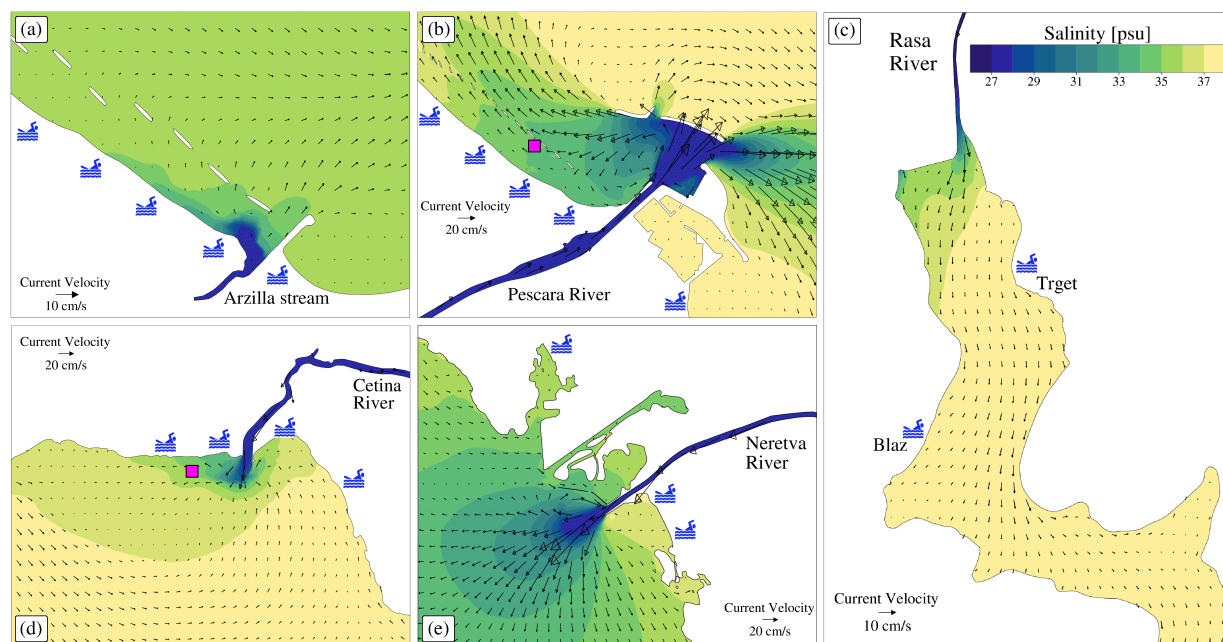 (a)
Current Velocity
10 cm/s
Arzilla stream
(b)
Current Velocity
20 cm/s
Pescara River
(c)
Rasa
River
Salinity [psu]
27 29 31 33 35 37
Trget
Blaz
Current Velocity
10 cm/s
Current Velocity
20 cm/s
Cetina
River
(d)
Neretva
River
Current Velocity
20 cm/s
(e)